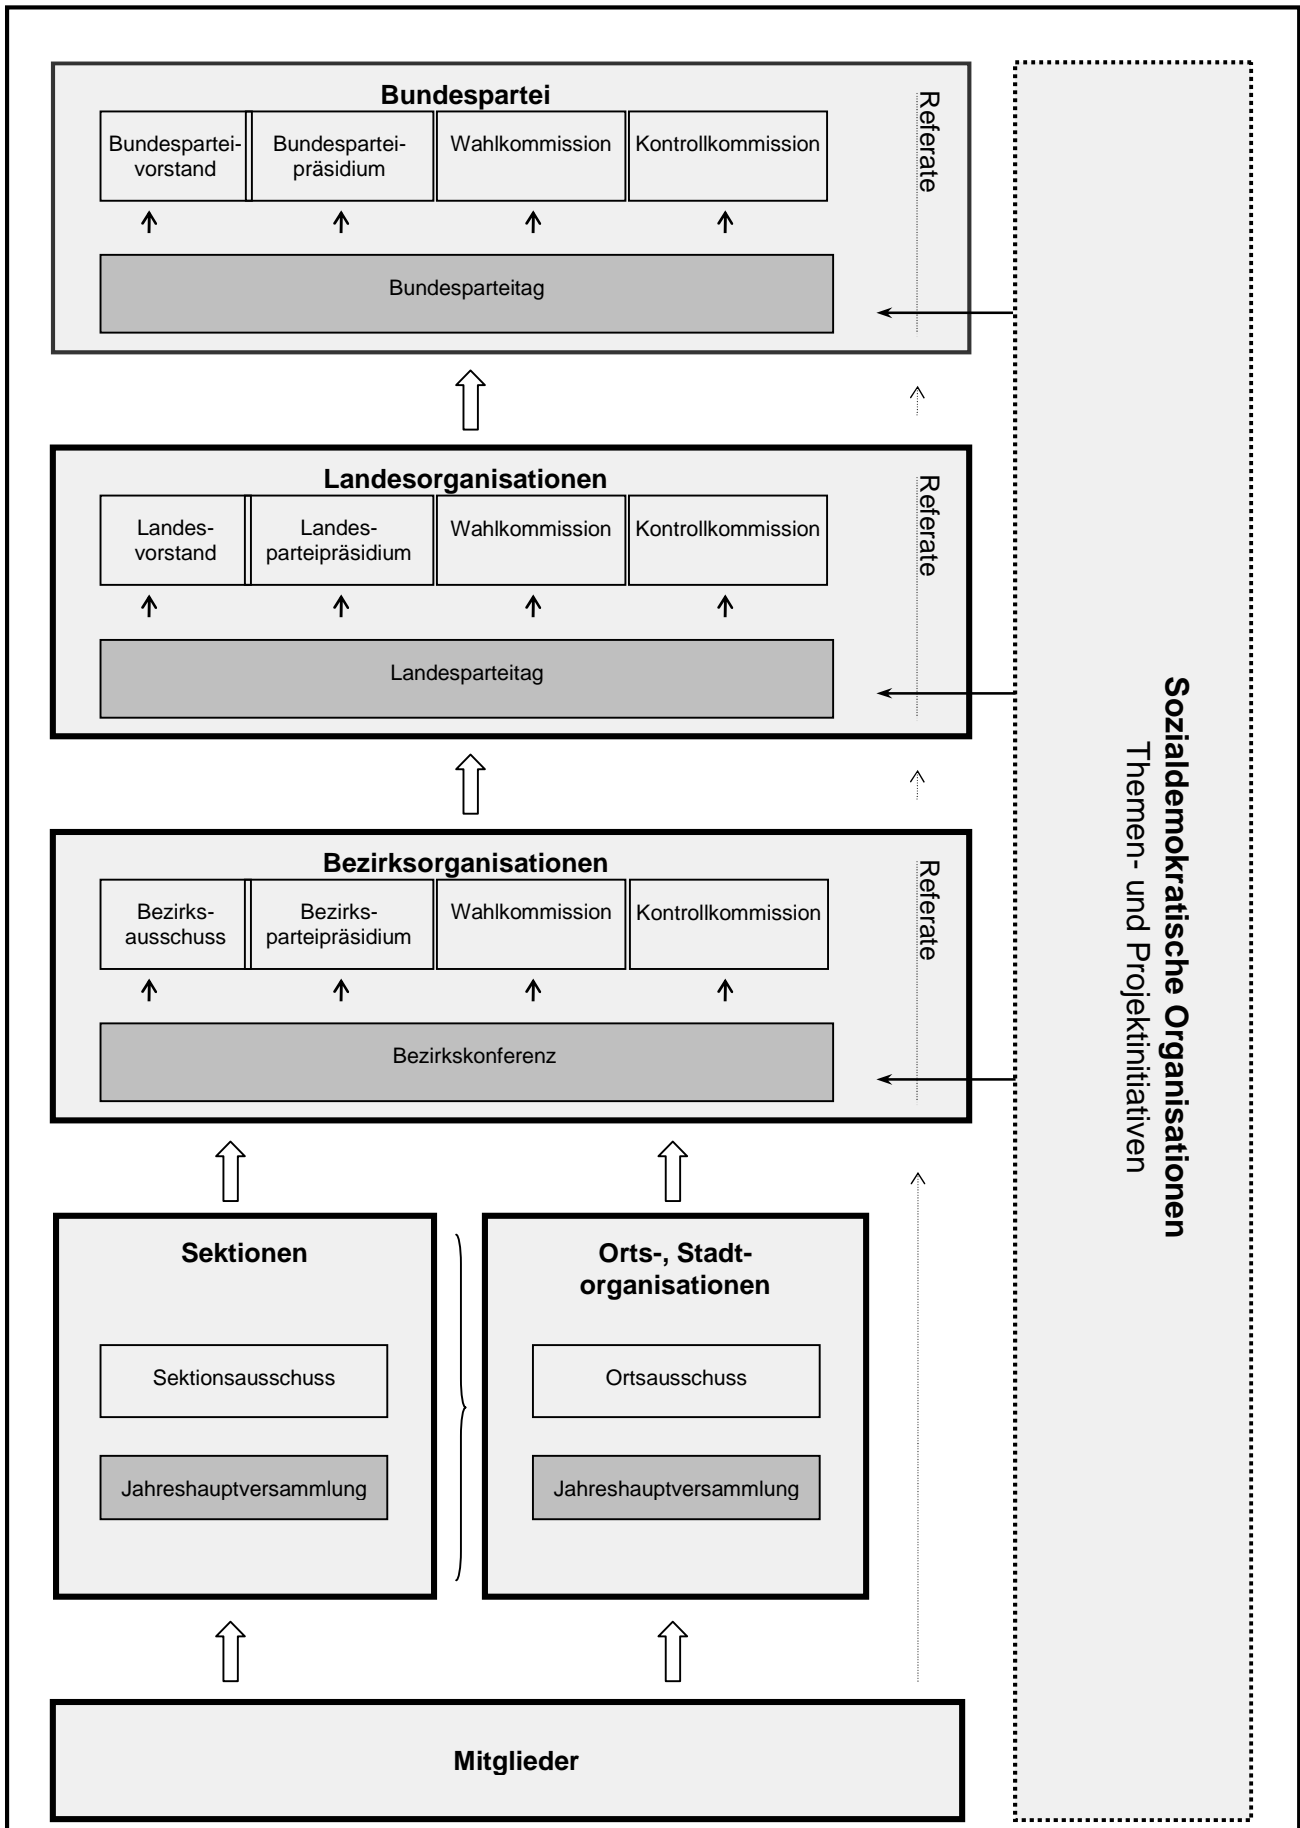 Bundespartei
Bundespartei-
vorstand
Bundespartei-
präsidium
Wahlkommission
Kontrollkommission
Referate
Bundesparteitag
Landesorganisationen
Landes-
vorstand
Landes-
parteipräsidium
Wahlkommission
Kontrollkommission
Referate
Landesparteitag
Bezirksorganisationen
Bezirks-
ausschuss
Bezirks-
parteipräsidium
Wahlkommission
Kontrollkommission
Referate
Bezirkskonferenz
Sektionen
Sektionsausschuss
Jahreshauptversammlung
Orts-, Stadt-
organisationen
Ortsausschuss
Jahreshauptversammlung
Mitglieder
Sozialdemokratische Organisationen
Themen- und Projektinitiativen